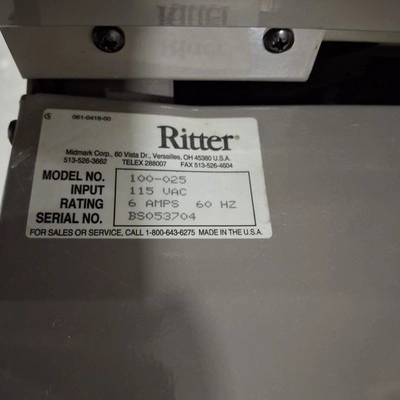 Ritter
061-0418-00
Ritter®
Midmark Corp., 60 Vista Dr., Versailles, OH 45380 U.S.A.
513-526-3662 TELEX 288007 FAX 513-526-4604
MODEL NO. 100-025
INPUT 115 VAC
RATING 6 AMPS 60 HZ
SERIAL NO. BS053704
FOR SALES OR SERVICE, CALL 1-800-643-6275 MADE IN THE U.S.A.